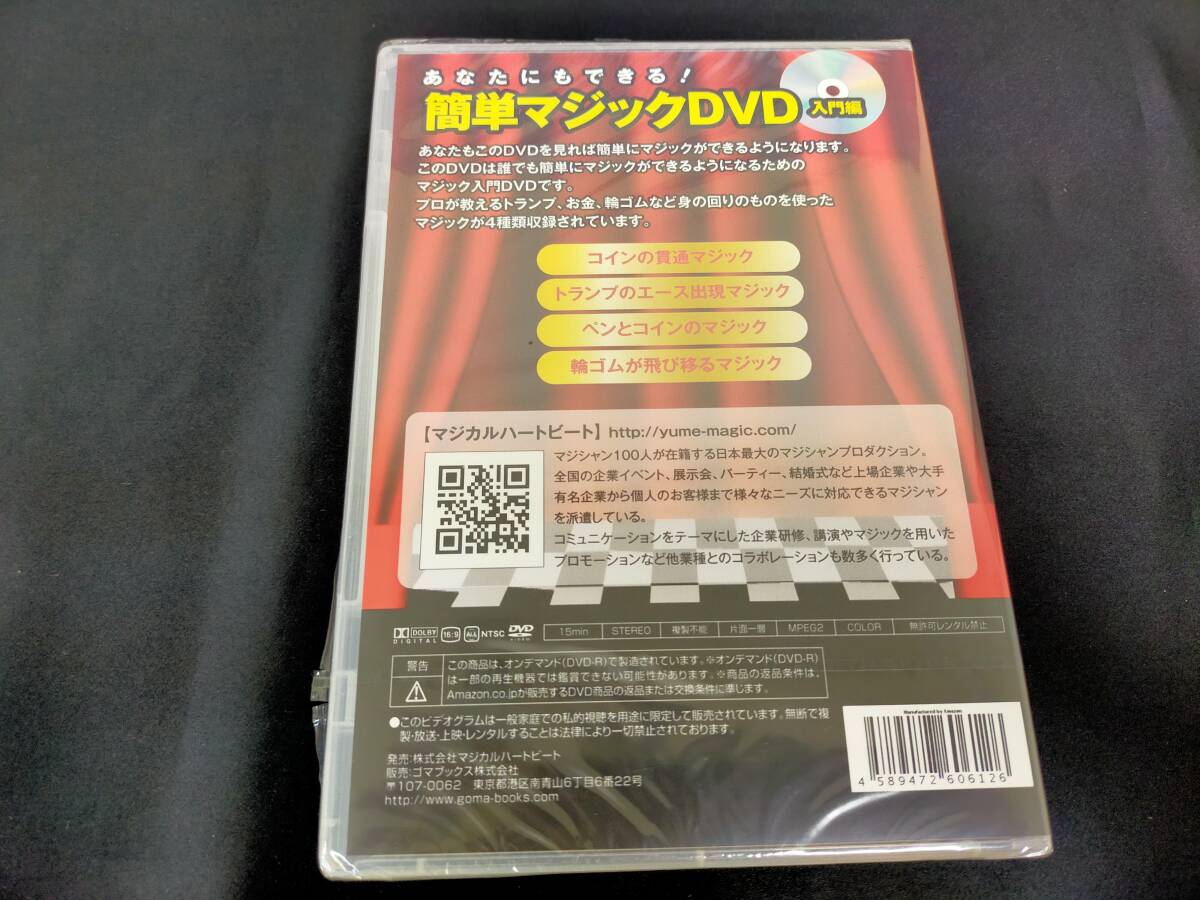 あなたにもできる!
簡単マジックDVD 入門編
あなたもこのDVDを見れば簡単にマジックができるようになります。
このDVDは誰でも簡単にマジックができるようになるための
マジック入門DVDです。
プロが教えるトランプ、お金、輪ゴムなど身の回りのものを使った
マジックが4種類収録されています。
コインの貫通マジック
トランプのエース出現マジック
ペンとコインのマジック
輪ゴムが飛び移るマジック
【マジカルハートビート】http://yume-magic.com/
マジシャン100人が在籍する日本最大のマジシャンプロダクション。
全国の企業イベント、展示会、パーティー、結婚式など上場企業や大手
有名企業から個人のお客様まで様々なニーズに対応できるマジシャン
を派遣している。
コミュニケーションをテーマにした企業研修、講演やマジックを用いた
プロモーションなど他業種とのコラボレーションも数多く行っている。
DOLBY DIGITAL 16:9 ALL NTSC DVD VIDEO 15min STEREO 複製不能 片面一層 MPEG2 COLOR 無許可レンタル禁止
警告
この商品は、オンデマンド(DVD-R)で製造されています。※オンデマンド(DVD-R)
は一部の再生機器では鑑賞できない可能性があります。※商品の返品条件は、
Amazon.co.jpが販売するDVD商品の返品または交換条件に準じます。
●このビデオグラムは一般家庭での私的視聴を用途に限定して販売されています。無断で複
製・放送・上映・レンタルすることは法律により一切禁止されております。
発売:株式会社マジカルハートビート
販売:ゴマブックス株式会社
〒107-0062 東京都港区南青山6丁目6番22号
http://www.goma-books.com
Manufactured by Amazon
4 589472 606126